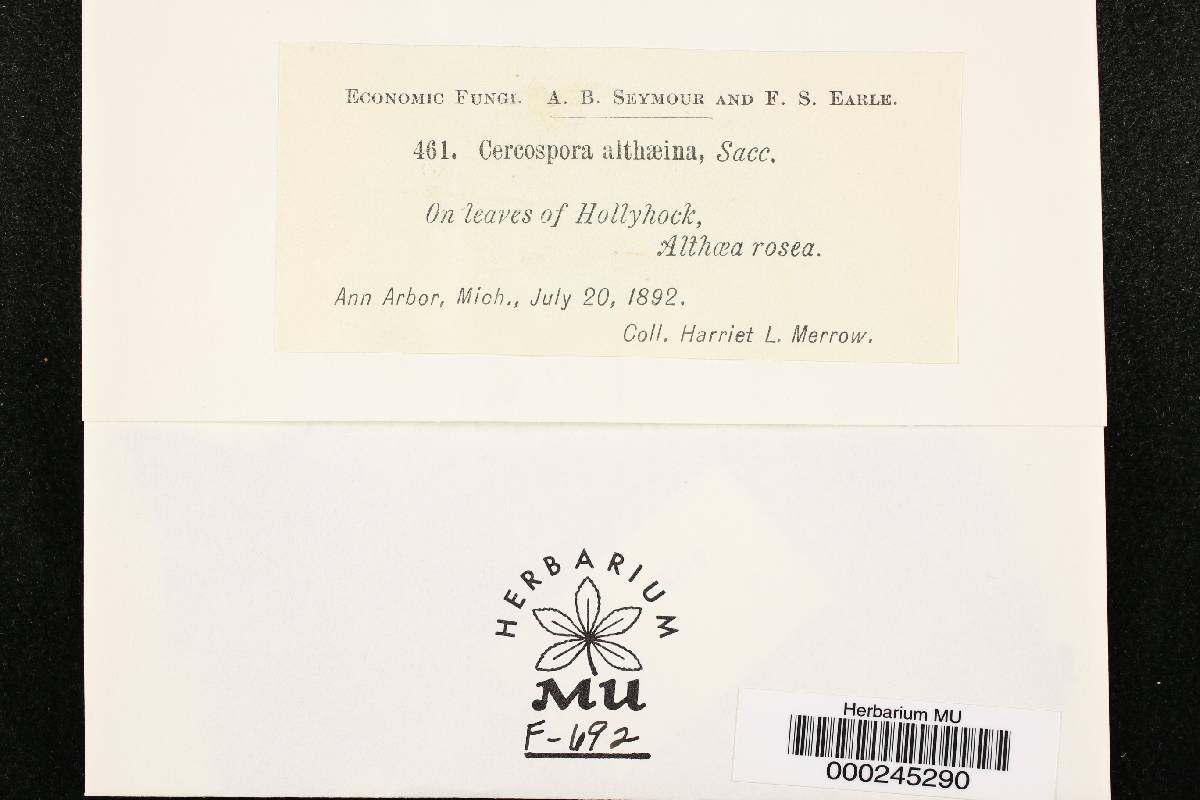 Economic Fungi. A. B. Seymour and F. S. Earle.
461. Cercospora althæina, Sacc.
On leaves of Hollyhock,
Althæa rosea.
Ann Arbor, Mich., July 20, 1892.
Coll. Harriet L. Merrow.
HERBARIUM
MU
F-692
Herbarium MU
000245290